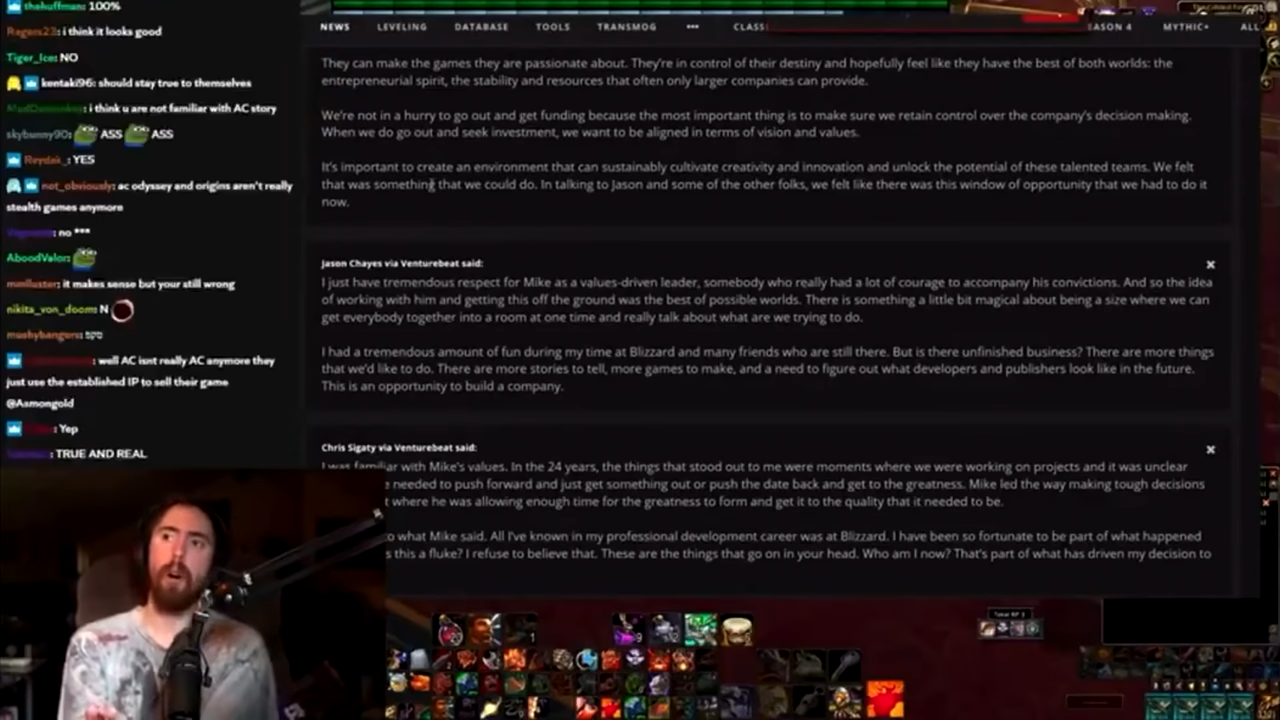 thehuffman: 100%
Ragers23: i think it looks good
Tiger_Ice: NO
kentaki96: should stay true to themselves
: i think u are not familiar with AC story
skybunny90: ASS ASS
Roydak_: YES
not_obviously: ac odyssey and origins aren't really
stealth games anymore
: no ***
AboodValor:
: it makes sense but your still wrong
nikita_von_doom: N
mushybangers:
: well AC isnt really AC anymore they
just use the established IP to sell their game
@Asmongold
: Yep
: TRUE AND REAL
NEWS LEVELING DATABASE TOOLS TRANSMOG ••• CLASS EASON 4 MYTHIC+ ALL
They can make the games they are passionate about. They're in control of their destiny and hopefully feel like they have the best of both worlds: the
entrepreneurial spirit, the stability and resources that often only larger companies can provide.
We're not in a hurry to go out and get funding because the most important thing is to make sure we retain control over the company's decision making.
When we do go out and seek investment, we want to be aligned in terms of vision and values.
It's important to create an environment that can sustainably cultivate creativity and innovation and unlock the potential of these talented teams. We felt
that was something that we could do. In talking to Jason and some of the other folks, we felt like there was this window of opportunity that we had to do it
now.
Jason Chayes via Venturebeat said:
I just have tremendous respect for Mike as a values-driven leader, somebody who really had a lot of courage to accompany his convictions. And so the idea
of working with him and getting this off the ground was the best of possible worlds. There is something a little bit magical about being a size where we can
get everybody together into a room at one time and really talk about what are we trying to do.
I had a tremendous amount of fun during my time at Blizzard and many friends who are still there. But is there unfinished business? There are more things
that we'd like to do. There are more stories to tell, more games to make, and a need to figure out what developers and publishers look like in the future.
This is an opportunity to build a company.
Chris Sigaty via Venturebeat said:
I was familiar with Mike's values. In the 24 years, the things that stood out to me were moments where we were working on projects and it was unclear
needed to push forward and just get something out or push the date back and get to the greatness. Mike led the way making tough decisions
where he was allowing enough time for the greatness to form and get it to the quality that it needed to be.
to what Mike said. All I've known in my professional development career was at Blizzard. I have been so fortunate to be part of what happened
s this a fluke? I refuse to believe that. These are the things that go on in your head. Who am I now? That's part of what has driven my decision to